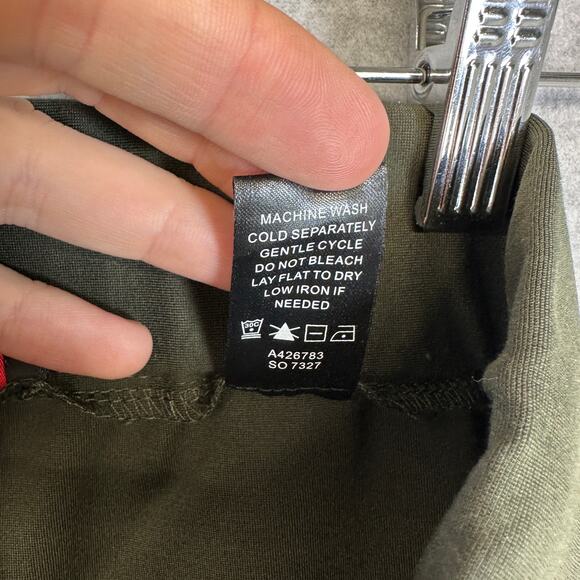 MACHINE WASH
COLD SEPARATELY
GENTLE CYCLE
DO NOT BLEACH
LAY FLAT TO DRY
LOW IRON IF
NEEDED
30C
A426783
SO 7327